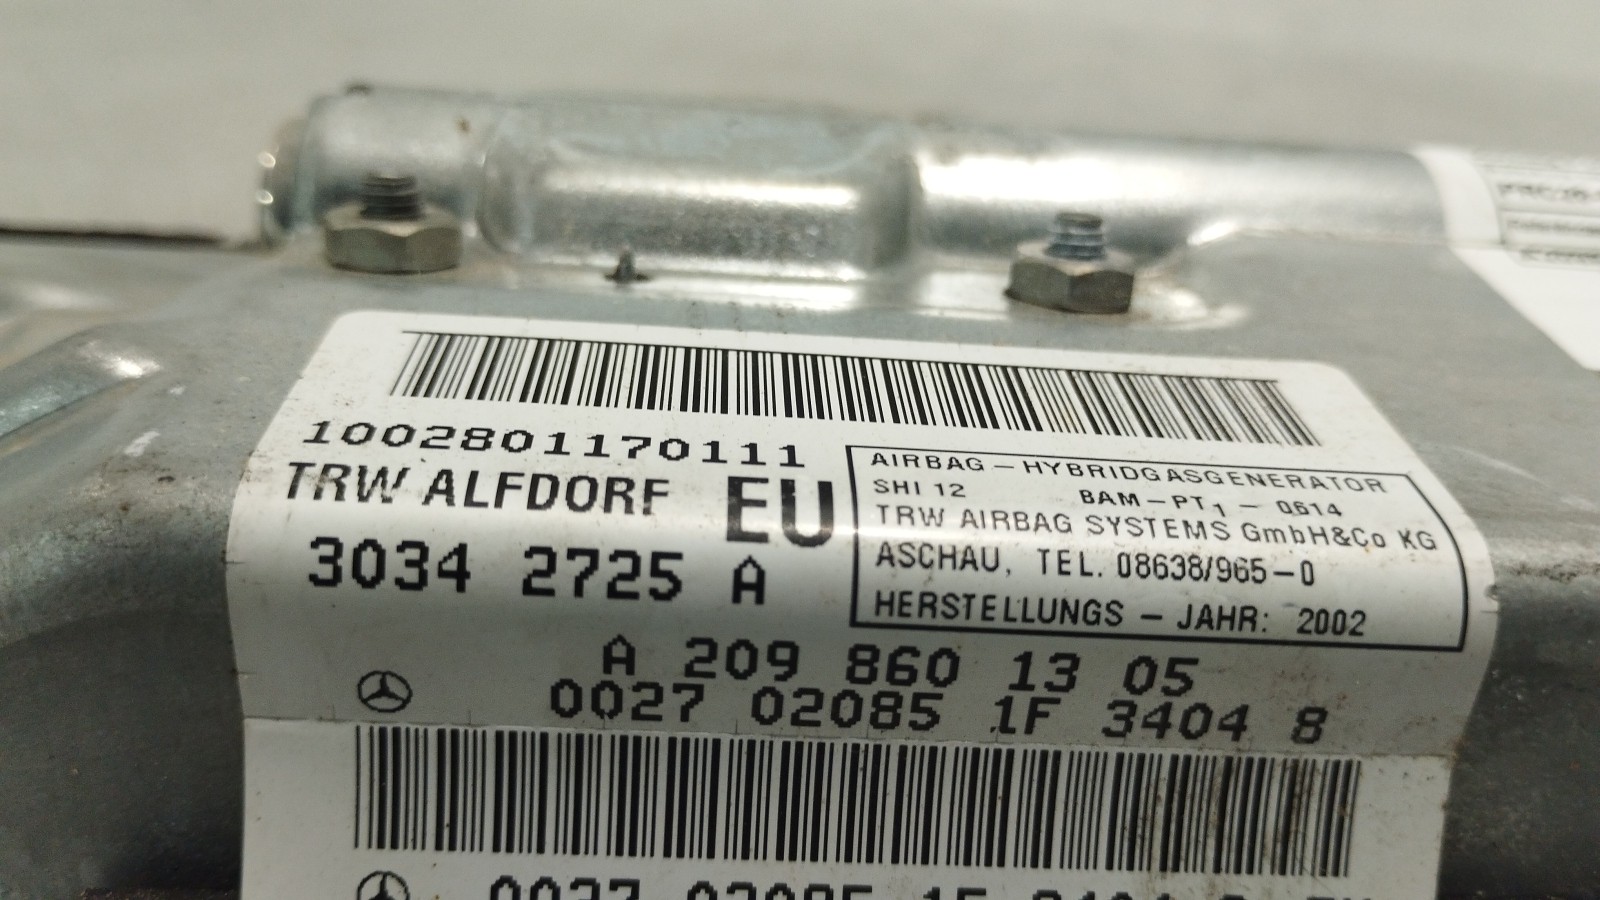 1002801170111
TRW ALFDORF EU
3034 2725 A
AIRBAG – HYBRIDGASGENERATOR
SHI 12 BAM – PT1 – 0614
TRW AIRBAG SYSTEMS GmbH&Co KG
ASCHAU, TEL. 08638/965–0
HERSTELLUNGS – JAHR: 2002
A 209 860 13 05
0027 02085 1F 3404 8